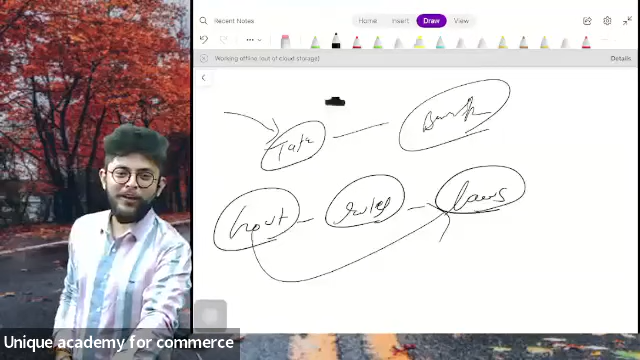 Recent Notes
Home Insert Draw View
Working offline (out of cloud storage)
Details
rules
laws
Unique academy for commerce